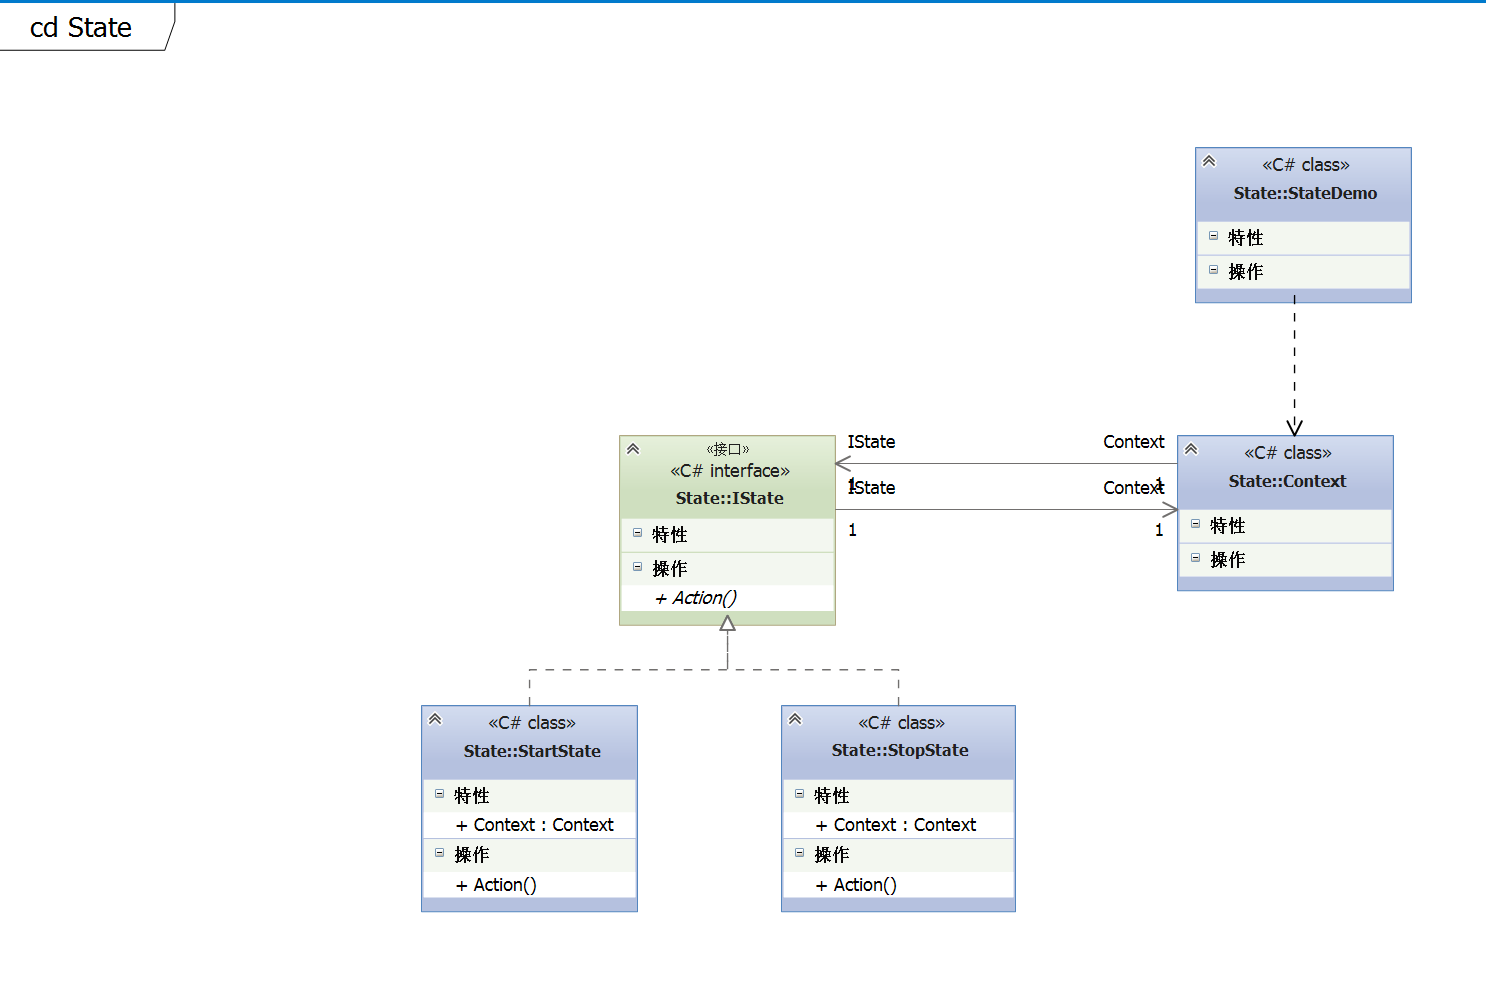 cd State
«C# class»
State::StateDemo
特性
操作
«接口»
«C# interface»
State::IState
特性
操作
+ Action()
IState
Context
1
1
IState
Context
1
1
«C# class»
State::Context
特性
操作
«C# class»
State::StartState
特性
+ Context : Context
操作
+ Action()
«C# class»
State::StopState
特性
+ Context : Context
操作
+ Action()